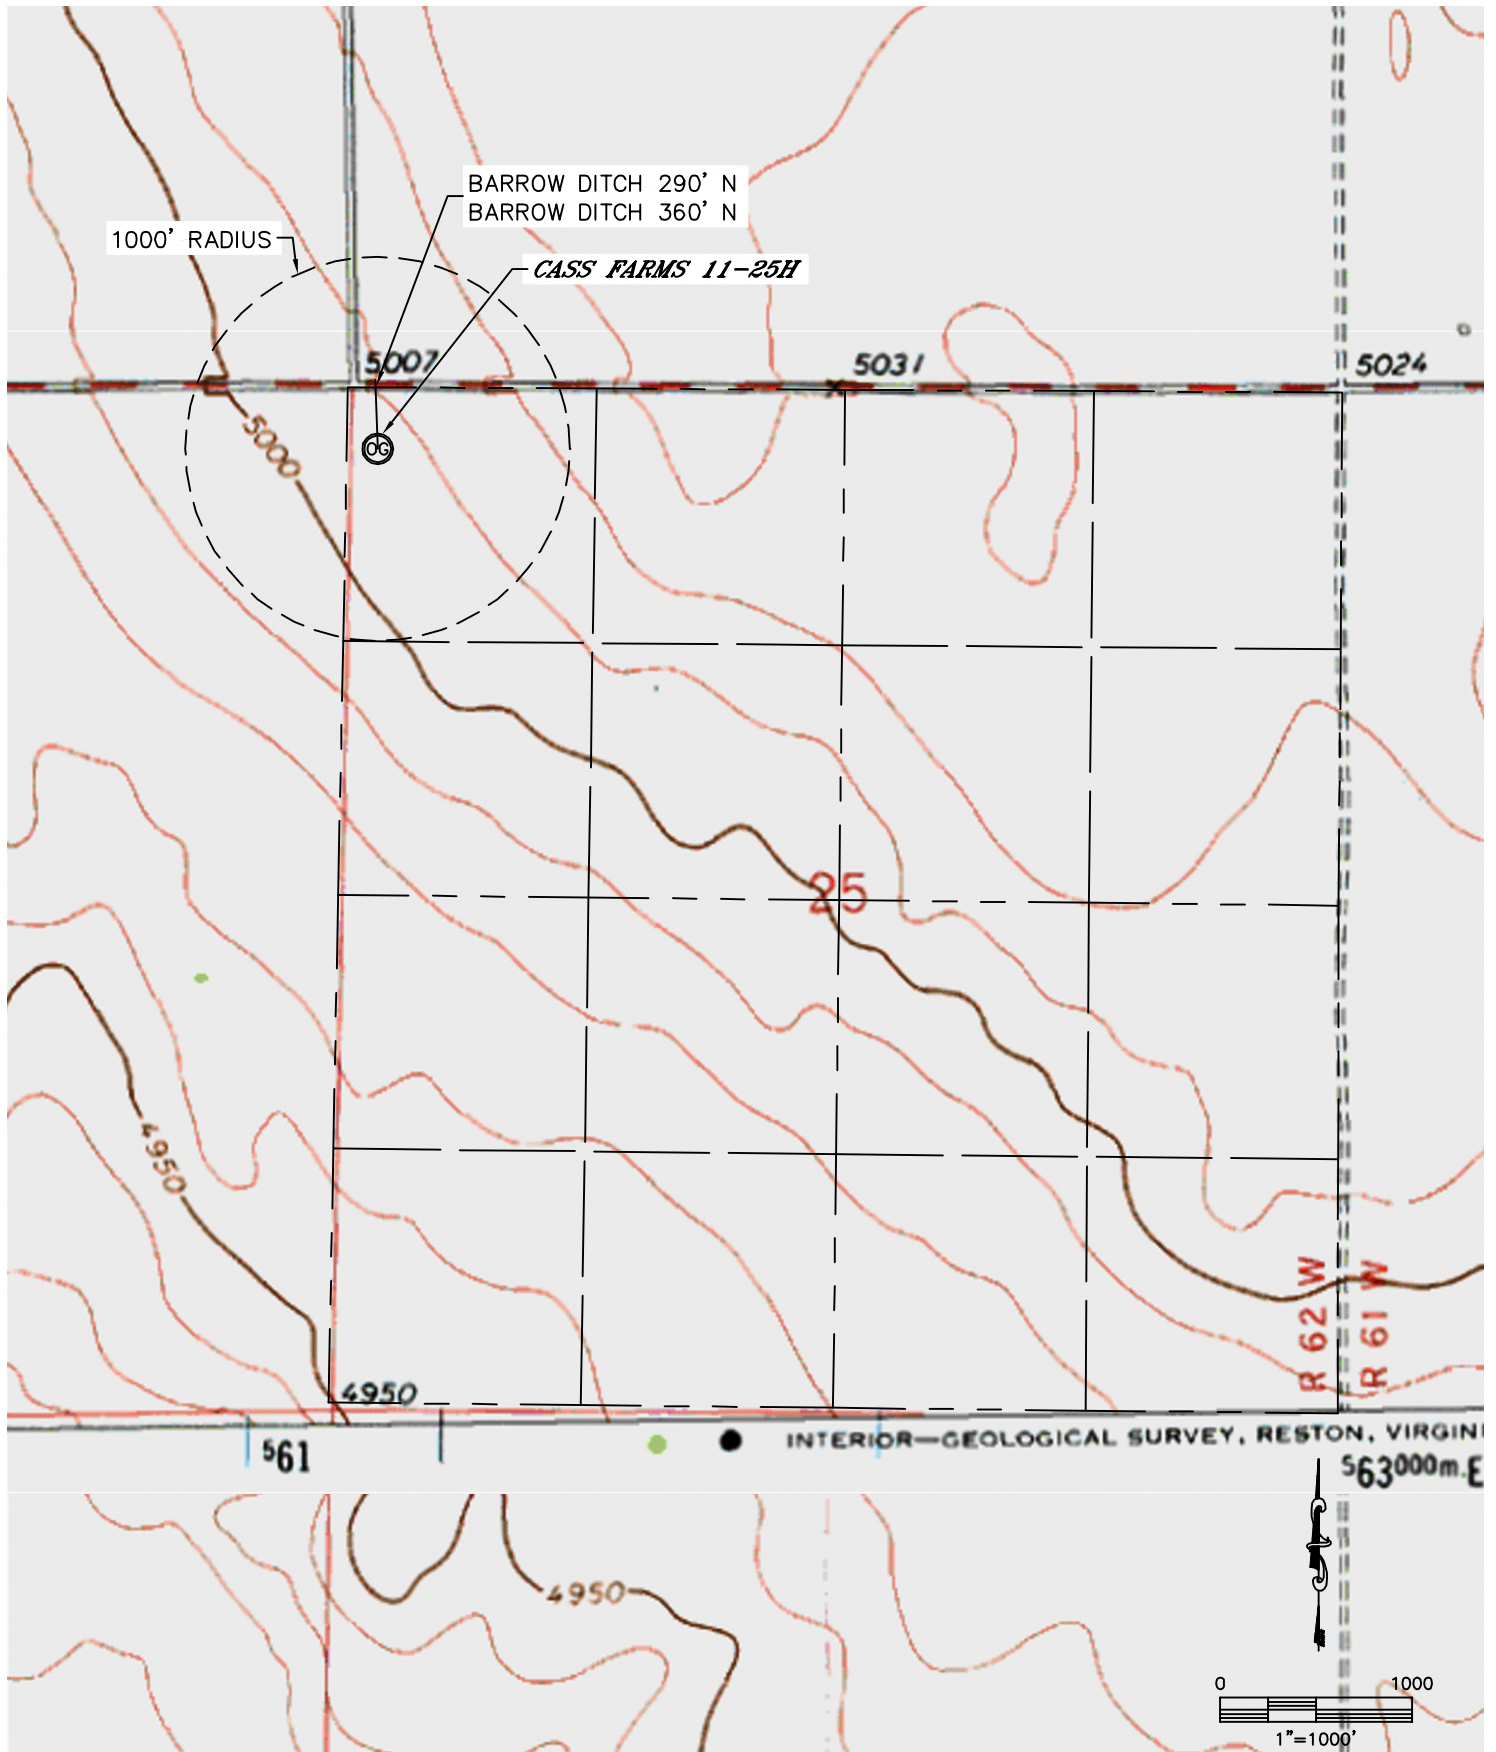 BARROW DITCH 290' N
BARROW DITCH 360' N
1000' RADIUS
CASS FARMS 11-25H
5007
5031
5024
5000
OG
25
4950
R 62 W
R 61 W
4950
INTERIOR—GEOLOGICAL SURVEY, RESTON, VIRGIN
⁵61
⁵63000m.E
4950
0
1000
1"=1000'